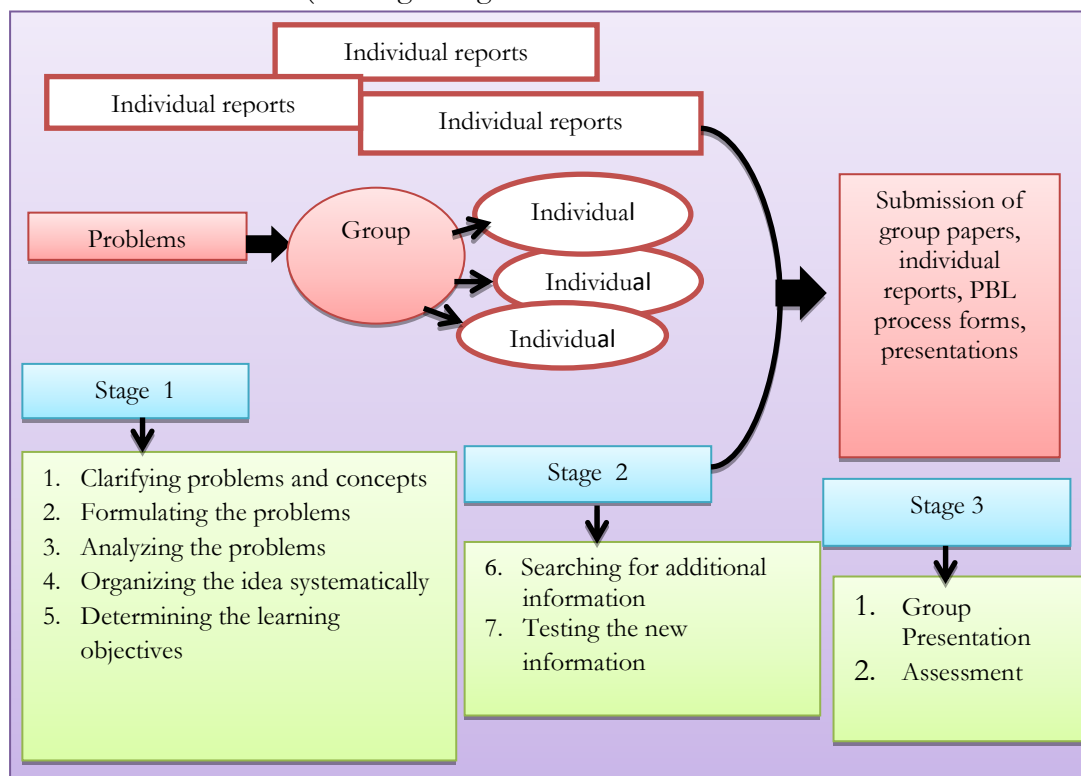 Individual reports
Individual reports
Individual reports
Problems
Group
Individual
Individual
Individual
Submission of
group papers,
individual
reports, PBL
process forms,
presentations
Stage 1
1. Clarifying problems and concepts
2. Formulating the problems
3. Analyzing the problems
4. Organizing the idea systematically
5. Determining the learning
objectives
Stage 2
6. Searching for additional
information
7. Testing the new
information
Stage 3
1. Group
Presentation
2. Assessment